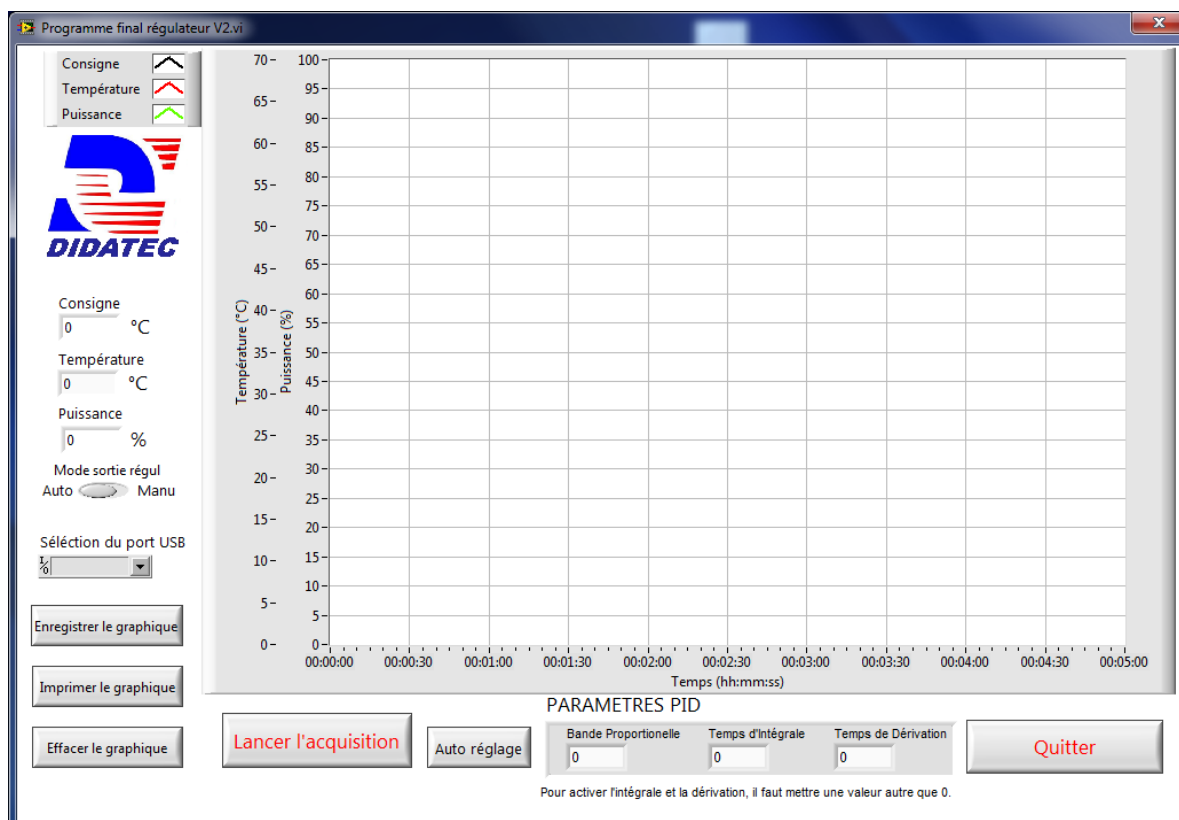 Programme final régulateur V2.vi
Consigne
Température
Puissance
DIDATEC
Consigne
0 °C
Température
0 °C
Puissance
0 %
Mode sortie régul
Auto Manu
Séléction du port USB
I/O
Enregistrer le graphique
Imprimer le graphique
Effacer le graphique
Température (°C)
70
65
60
55
50
45
40
35
30
25
20
15
10
5
0
Puissance (%)
100
95
90
85
80
75
70
65
60
55
50
45
40
35
30
25
20
15
10
5
0
00:00:00 00:00:30 00:01:00 00:01:30 00:02:00 00:02:30 00:03:00 00:03:30 00:04:00 00:04:30 00:05:00
Temps (hh:mm:ss)
Lancer l'acquisition
Auto réglage
PARAMETRES PID
Bande Proportionelle Temps d'Intégrale Temps de Dérivation
0 0 0
Pour activer l'intégrale et la dérivation, il faut mettre une valeur autre que 0.
Quitter